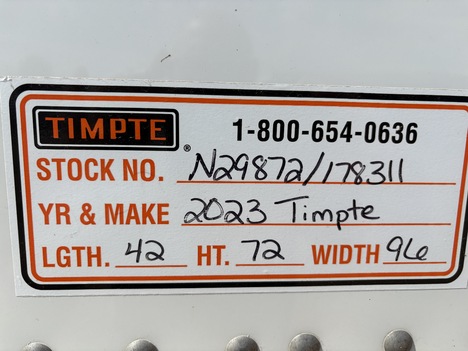 TIMPTE® 1-800-654-0636
STOCK NO. N29872/178311
YR & MAKE 2023 Timpte
LGTH. 42 HT. 72 WIDTH 96